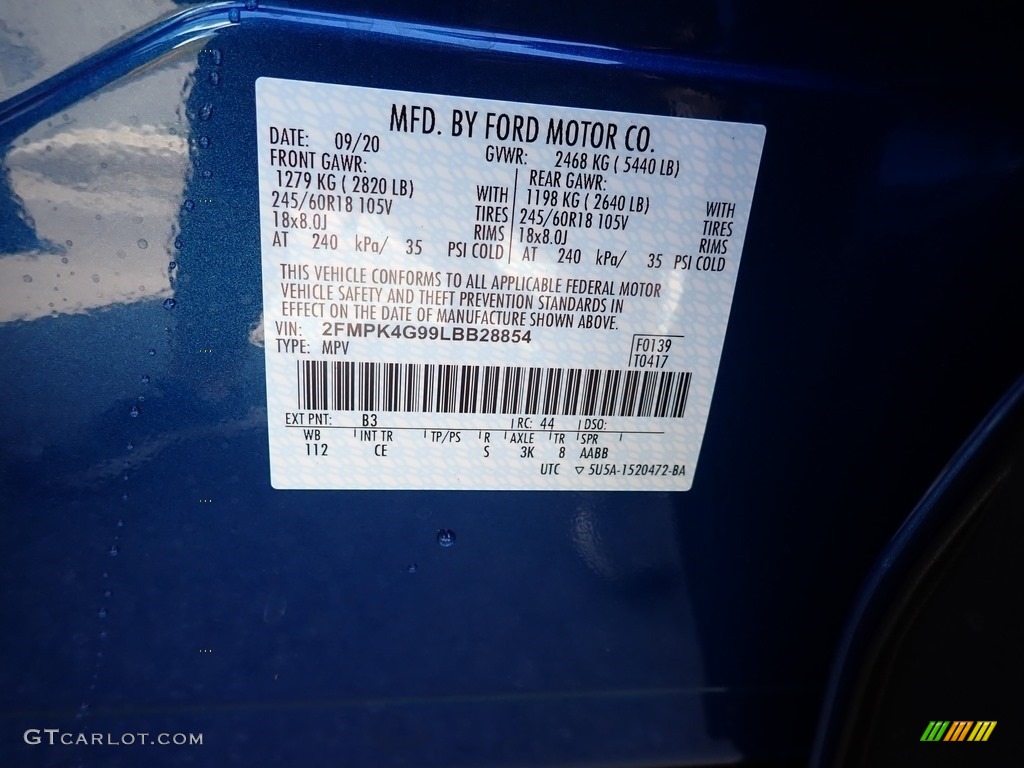 MFD. BY FORD MOTOR CO.
DATE: 09/20 GVWR: 2468 KG ( 5440 LB)
FRONT GAWR: REAR GAWR:
1279 KG ( 2820 LB) WITH 1198 KG ( 2640 LB) WITH
245/60R18 105V TIRES 245/60R18 105V TIRES
18x8.0J RIMS 18x8.0J RIMS
AT 240 kPa/ 35 PSI COLD AT 240 kPa/ 35 PSI COLD
THIS VEHICLE CONFORMS TO ALL APPLICABLE FEDERAL MOTOR
VEHICLE SAFETY AND THEFT PREVENTION STANDARDS IN
EFFECT ON THE DATE OF MANUFACTURE SHOWN ABOVE.
VIN: 2FMPK4G99LBB28854
TYPE: MPV
F0139
T0417
EXT PNT: B3 RC: 44 DSO:
WB INT TR TP/PS R AXLE TR SPR
112 CE S 3K 8 AABB
UTC ▽ 5U5A-1520472-BA
GTCARLOT.COM